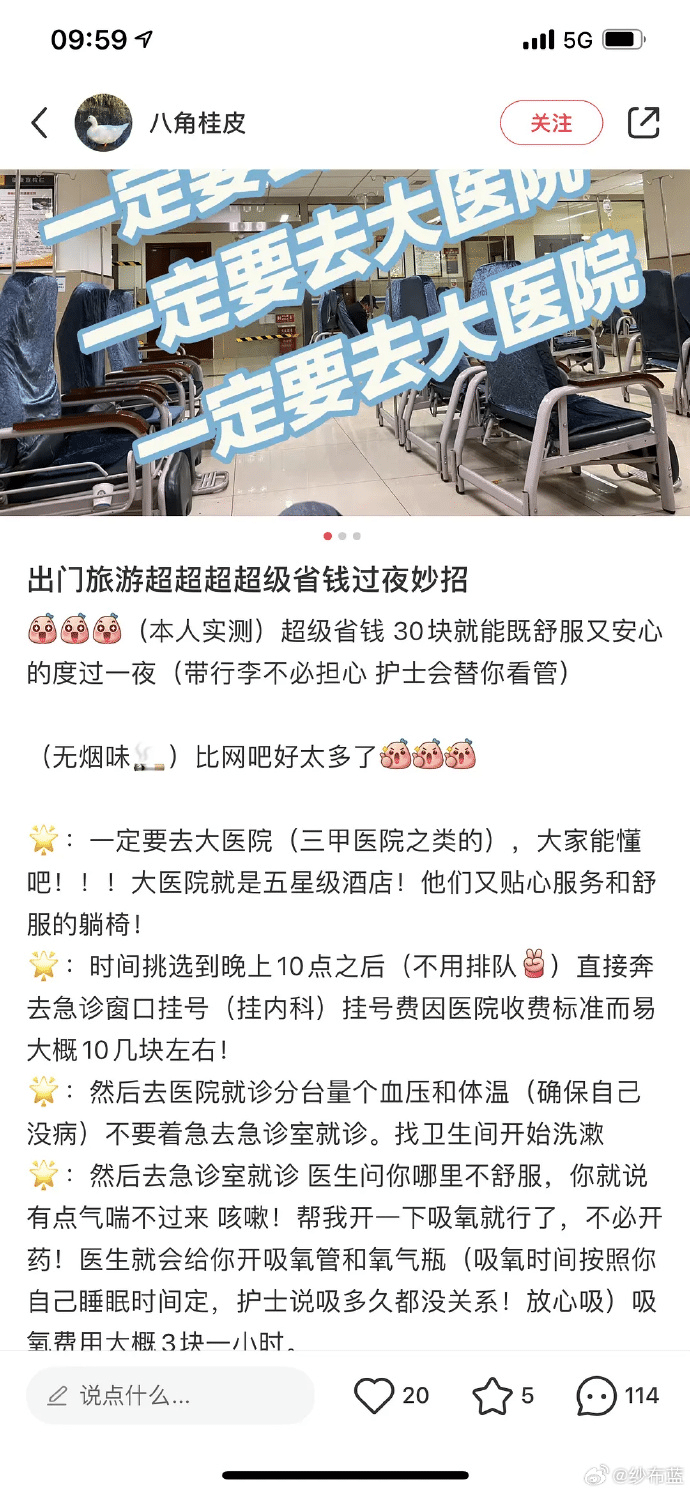 09:59
5G
八角桂皮
关注
一定要去大医院
一定要去大医院
一定要去大医院
出门旅游超超超超级省钱过夜妙招
（本人实测）超级省钱 30块就能既舒服又安心
的度过一夜（带行李不必担心 护士会替你看管）
（无烟味🚬）比网吧好太多了
🌟：一定要去大医院（三甲医院之类的），大家能懂
吧！！！大医院就是五星级酒店！他们又贴心服务和舒
服的躺椅！
🌟：时间挑选到晚上10点之后（不用排队✌🏻）直接奔
去急诊窗口挂号（挂内科）挂号费因医院收费标准而易
大概10几块左右！
🌟：然后去医院就诊分台量个血压和体温（确保自己
没病）不要着急去急诊室就诊。找卫生间开始洗漱
🌟：然后去急诊室就诊 医生问你哪里不舒服，你就说
有点气喘不过来 咳嗽！帮我开一下吸氧就行了，不必开
药！医生就会给你开吸氧管和氧气瓶（吸氧时间按照你
自己睡眠时间定，护士说吸多久都没关系！放心吸）吸
氧费用大概3块一小时。
说点什么...
20
5
114
@纱布蓝